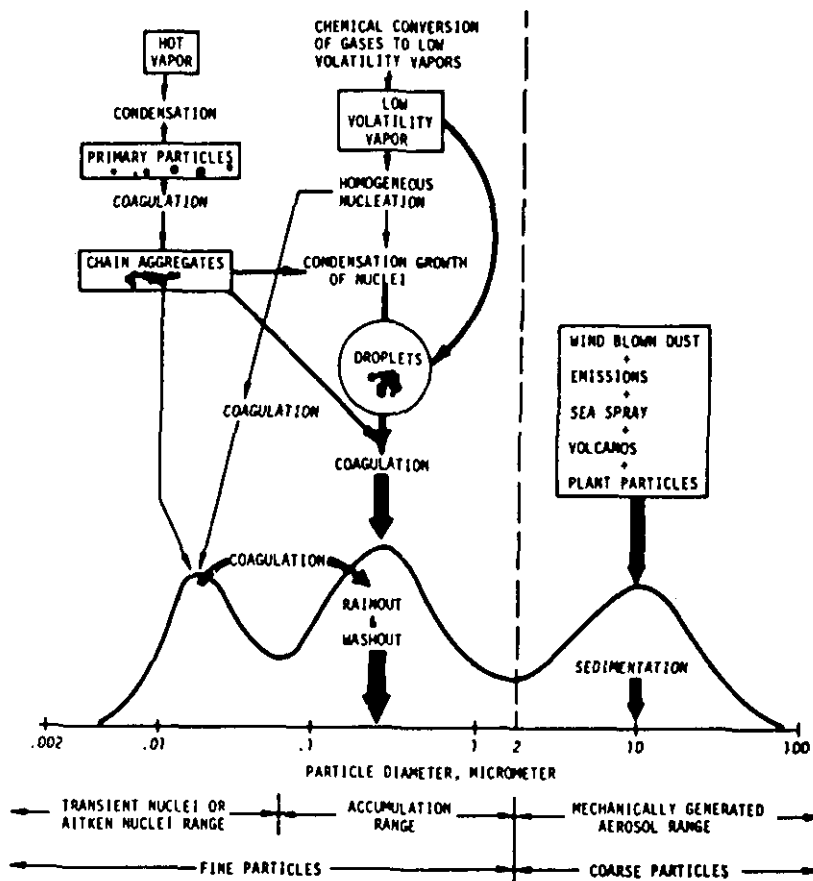 HOT
VAPOR
CONDENSATION
PRIMARY PARTICLES
COAGULATION
CHAIN AGGREGATES
CHEMICAL CONVERSION
OF GASES TO LOW
VOLATILITY VAPORS
LOW
VOLATILITY
VAPOR
HOMOGENEOUS
NUCLEATION
CONDENSATION GROWTH
OF NUCLEI
DROPLETS
COAGULATION
COAGULATION
COAGULATION
RAINOUT
&
WASHOUT
WIND BLOWN DUST
+
EMISSIONS
+
SEA SPRAY
+
VOLCANOS
+
PLANT PARTICLES
SEDIMENTATION
.002 .01 .1 1 2 10 100
PARTICLE DIAMETER, MICROMETER
TRANSIENT NUCLEI OR
AITKEN NUCLEI RANGE
ACCUMULATION
RANGE
MECHANICALLY GENERATED
AEROSOL RANGE
FINE PARTICLES
COARSE PARTICLES